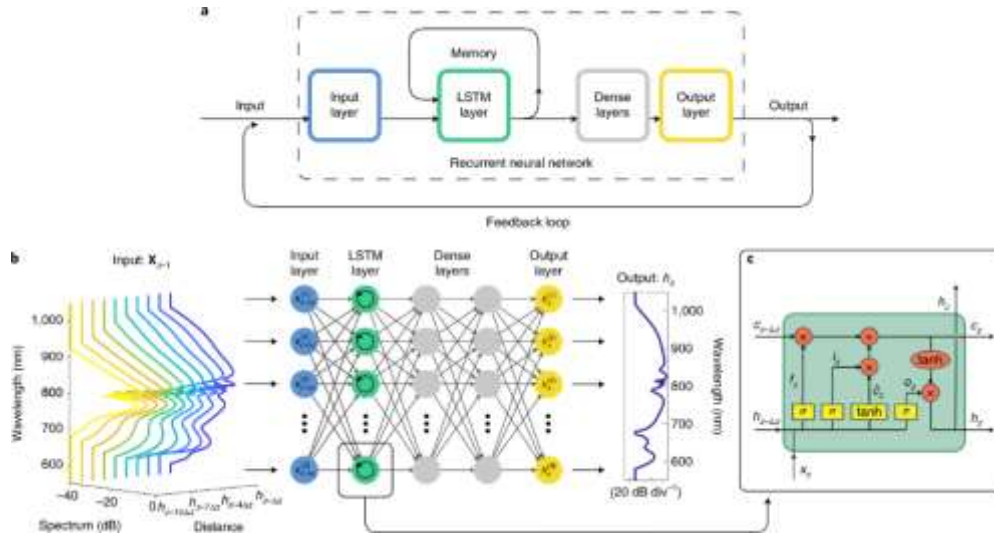 a
Memory
Input
Input
layer
LSTM
layer
Dense
layers
Output
layer
Output
Recurrent neural network
Feedback loop
b
Input: X
Input
layer
LSTM
layer
Dense
layers
Output
layer
Output: h
c
Wavelength (nm)
1,000
900
800
700
600
–40
–20
0
Spectrum (dB)
Distance
1,000
900
800
700
600
Wavelength (nm)
(20 dB div⁻¹)
tanh
σ
σ
tanh
σ